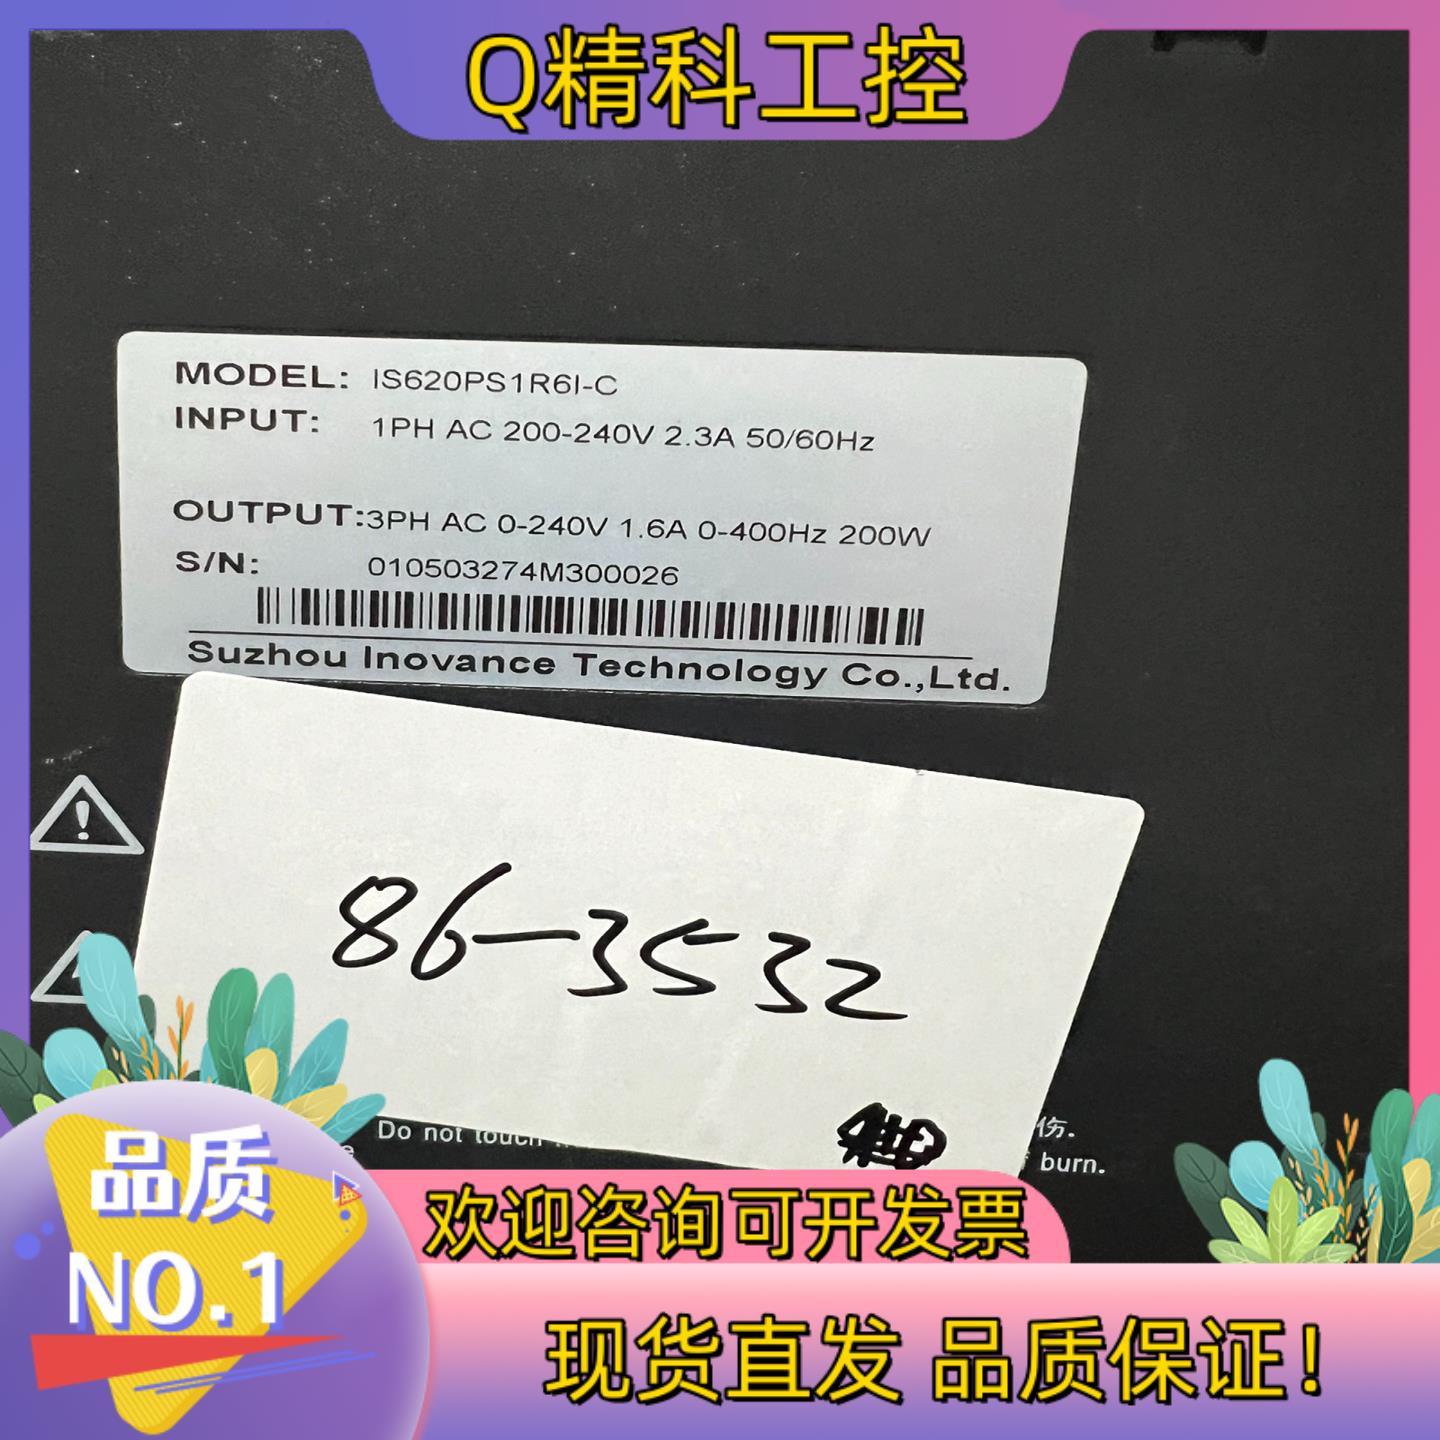 Q精科工控
MODEL: IS620PS1R6I-C
INPUT: 1PH AC 200-240V 2.3A 50/60Hz
OUTPUT:3PH AC 0-240V 1.6A 0-400Hz 200W
S/N: 010503274M300026
Suzhou Inovance Technology Co.,Ltd.
86-3532
伤.
Do not touch
burn.
品质
NO.1
欢迎咨询可开发票
现货直发 品质保证!